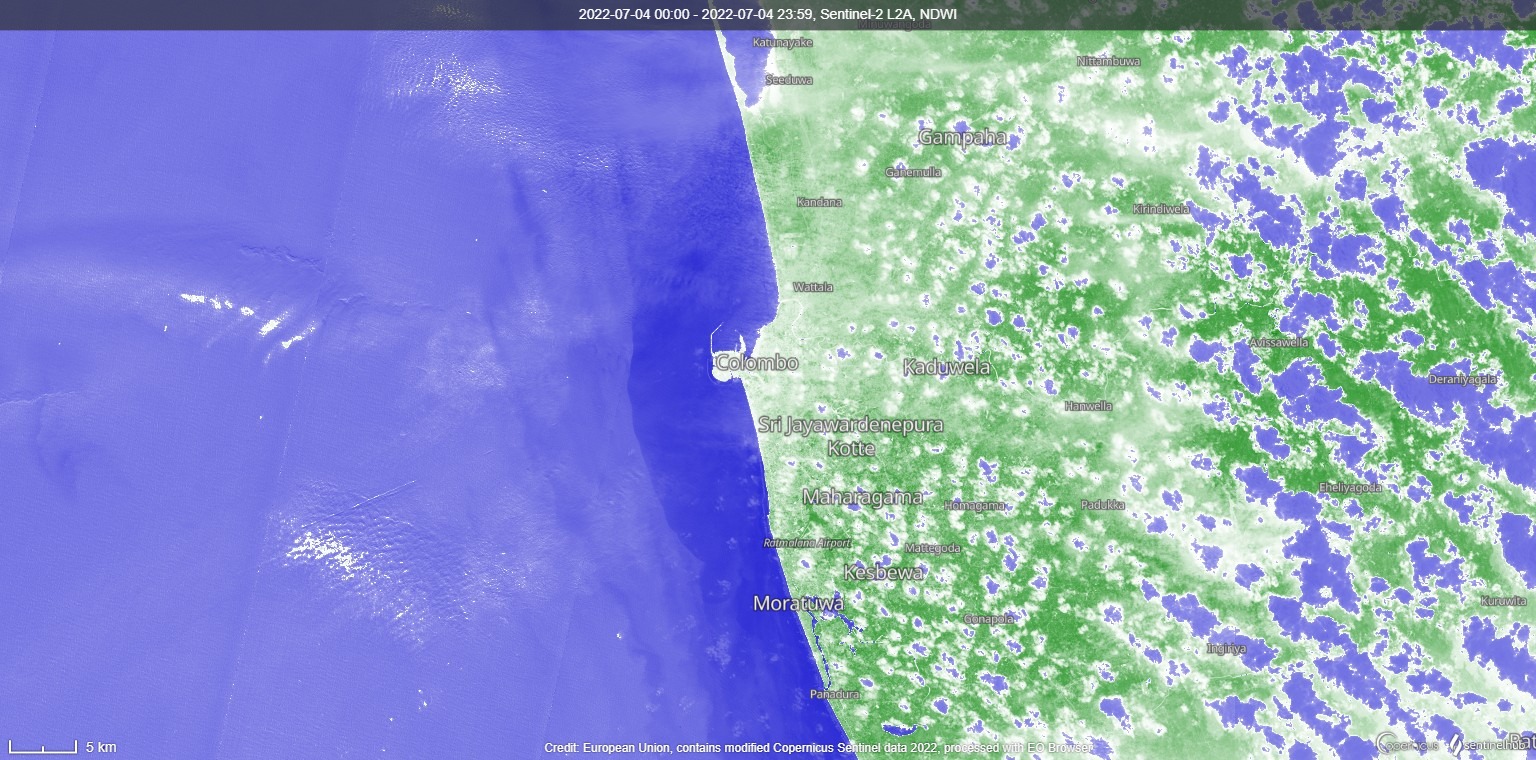 2022-07-04 00:00 - 2022-07-04 23:59, Sentinel-2 L2A, NDWI
Katunayake
Nittambuwa
Seeduwa
Gampaha
Ganemulla
Kandana
Kirindiwela
Wattala
Avissawella
Colombo
Kaduwela
Deraniyagala
Hanwella
Sri Jayawardenepura
Kotte
Eheliyagoda
Maharagama
Homagama
Padukka
Ratmalana Airport
Mattegoda
Kesbewa
Moratuwa
Kuruwita
Gonapola
Ingiriya
Panadura
5 km
Credit: European Union, contains modified Copernicus Sentinel data 2022, processed with EO Browser
opernicus
sentinelhub
Rat